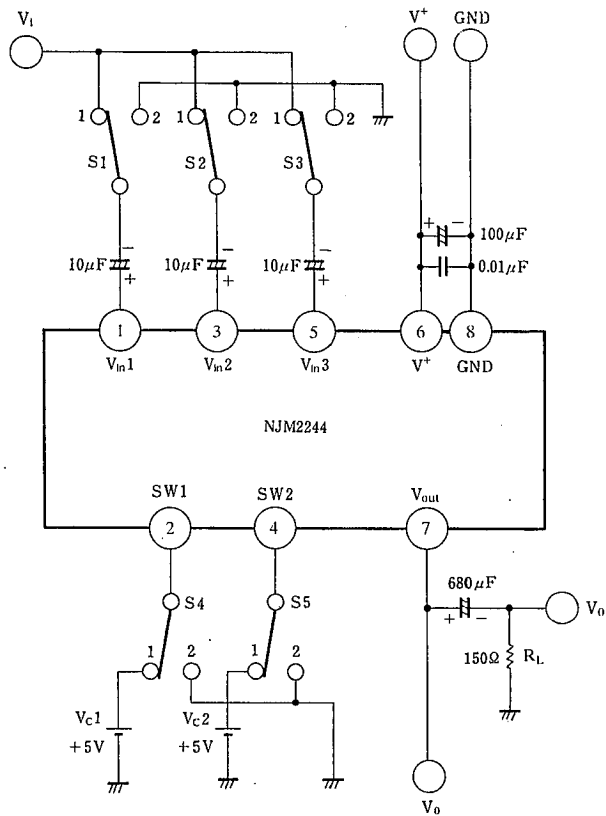 Vi
V+ GND
1 2 1 2 1 2
S1 S2 S3
+ − 100μF
− − −
10μF 10μF 10μF 0.01μF
+ + +
1 3 5 6 8
Vin1 Vin2 Vin3 V+ GND
NJM2244
SW1 SW2 Vout
2 4 7
680μF
S4 S5
+ − Vo
1 2 1 2
150Ω RL
VC1 VC2
+5V +5V
Vo